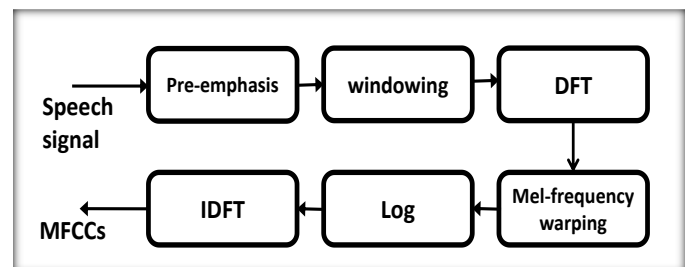 Speech
signal
Pre-emphasis
windowing
DFT
Mel-frequency
warping
Log
IDFT
MFCCs